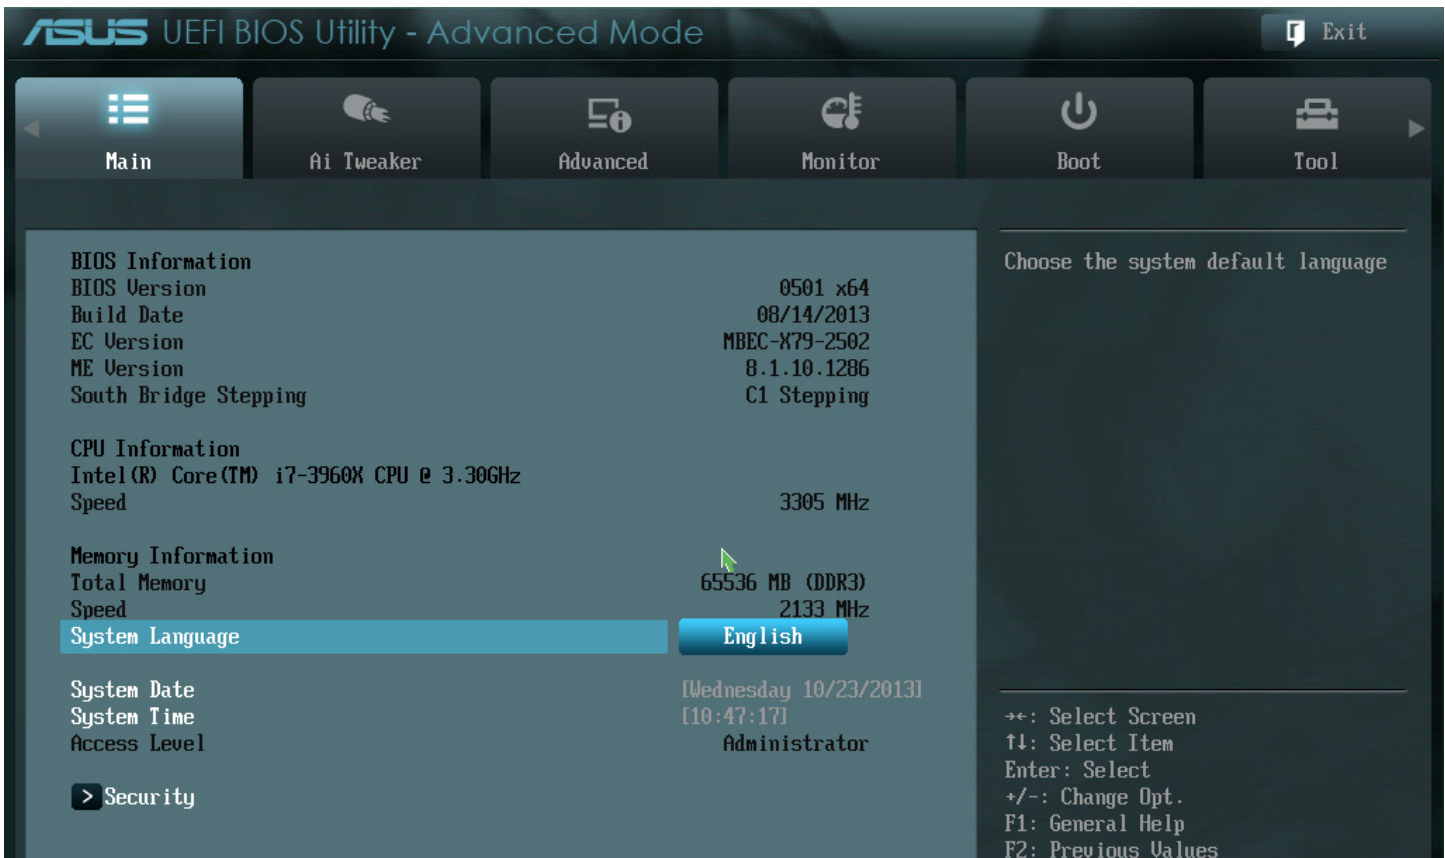 ASUS UEFI BIOS Utility - Advanced Mode
Exit
Main
Ai Tweaker
Advanced
Monitor
Boot
Tool
BIOS Information
BIOS Version 0501 x64
Build Date 08/14/2013
EC Version MBEC-X79-2502
ME Version 8.1.10.1286
South Bridge Stepping C1 Stepping
CPU Information
Intel(R) Core(TM) i7-3960X CPU @ 3.30GHz
Speed 3305 MHz
Memory Information
Total Memory 65536 MB (DDR3)
Speed 2133 MHz
System Language English
System Date [Wednesday 10/23/2013]
System Time [10:47:17]
Access Level Administrator
> Security
Choose the system default language
→←: Select Screen
↑↓: Select Item
Enter: Select
+/-: Change Opt.
F1: General Help
F2: Previous Values